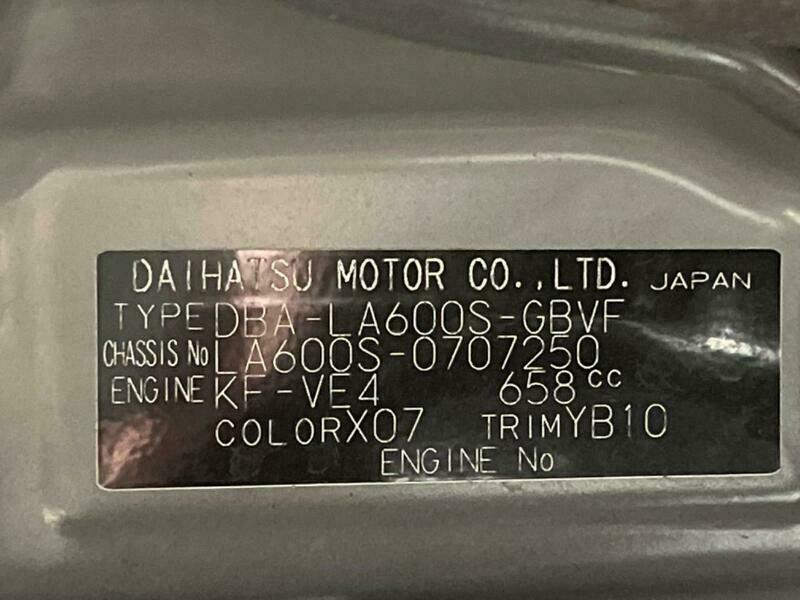 DAIHATSU MOTOR CO.,LTD. JAPAN
TYPE DBA-LA600S-GBVF
CHASSIS No LA600S-0707250
ENGINE KF-VE4 658cc
COLOR X07 TRIM YB10
ENGINE No